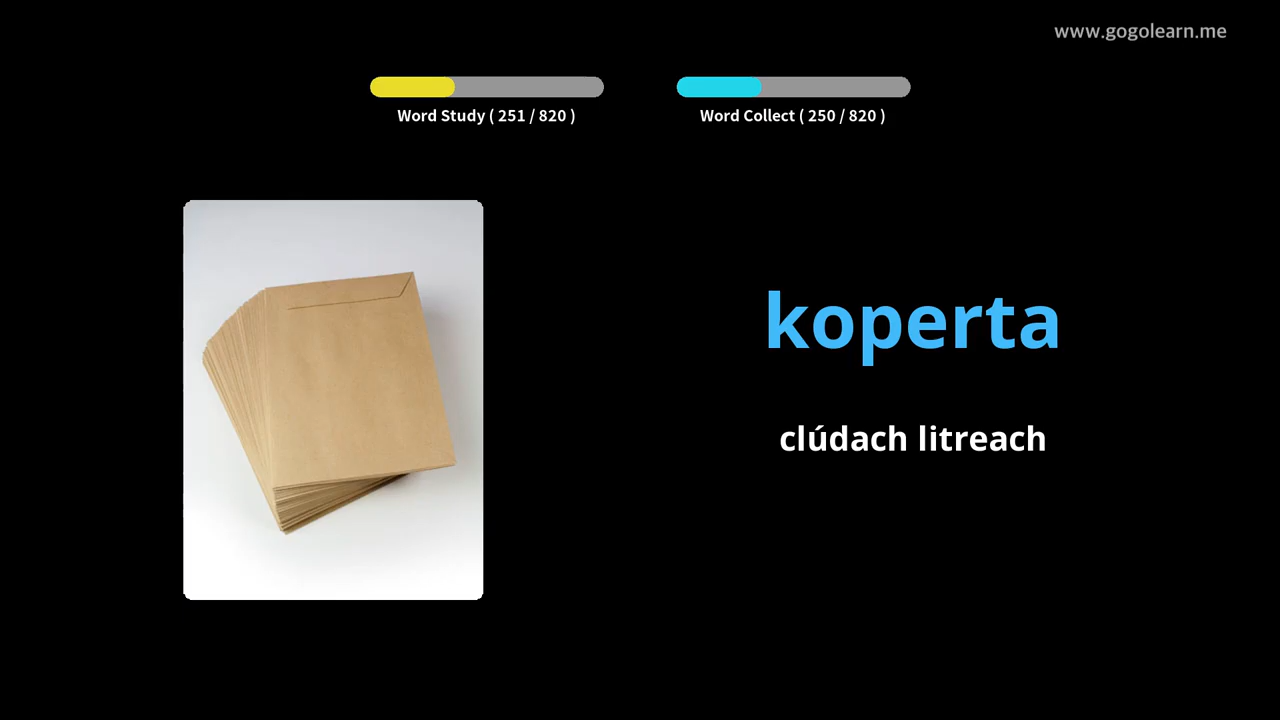 www.gogolearn.me
Word Study ( 251 / 820 )
Word Collect ( 250 / 820 )
koperta
clúdach litreach